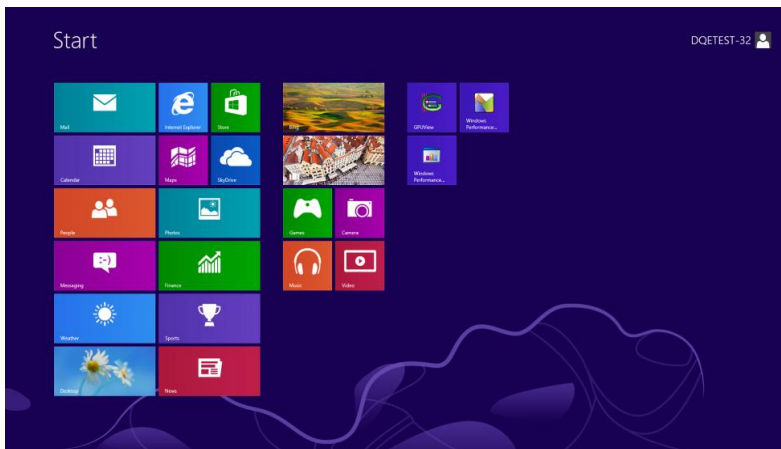 Start
DQETEST-32
Mail
Internet Explorer
Store
Bing
GPUView
Windows
Performance...
Calendar
Maps
SkyDrive
Windows
Performance...
People
Photos
Games
Camera
Messaging
:-)
Finance
Music
Video
Weather
Sports
Desktop
News